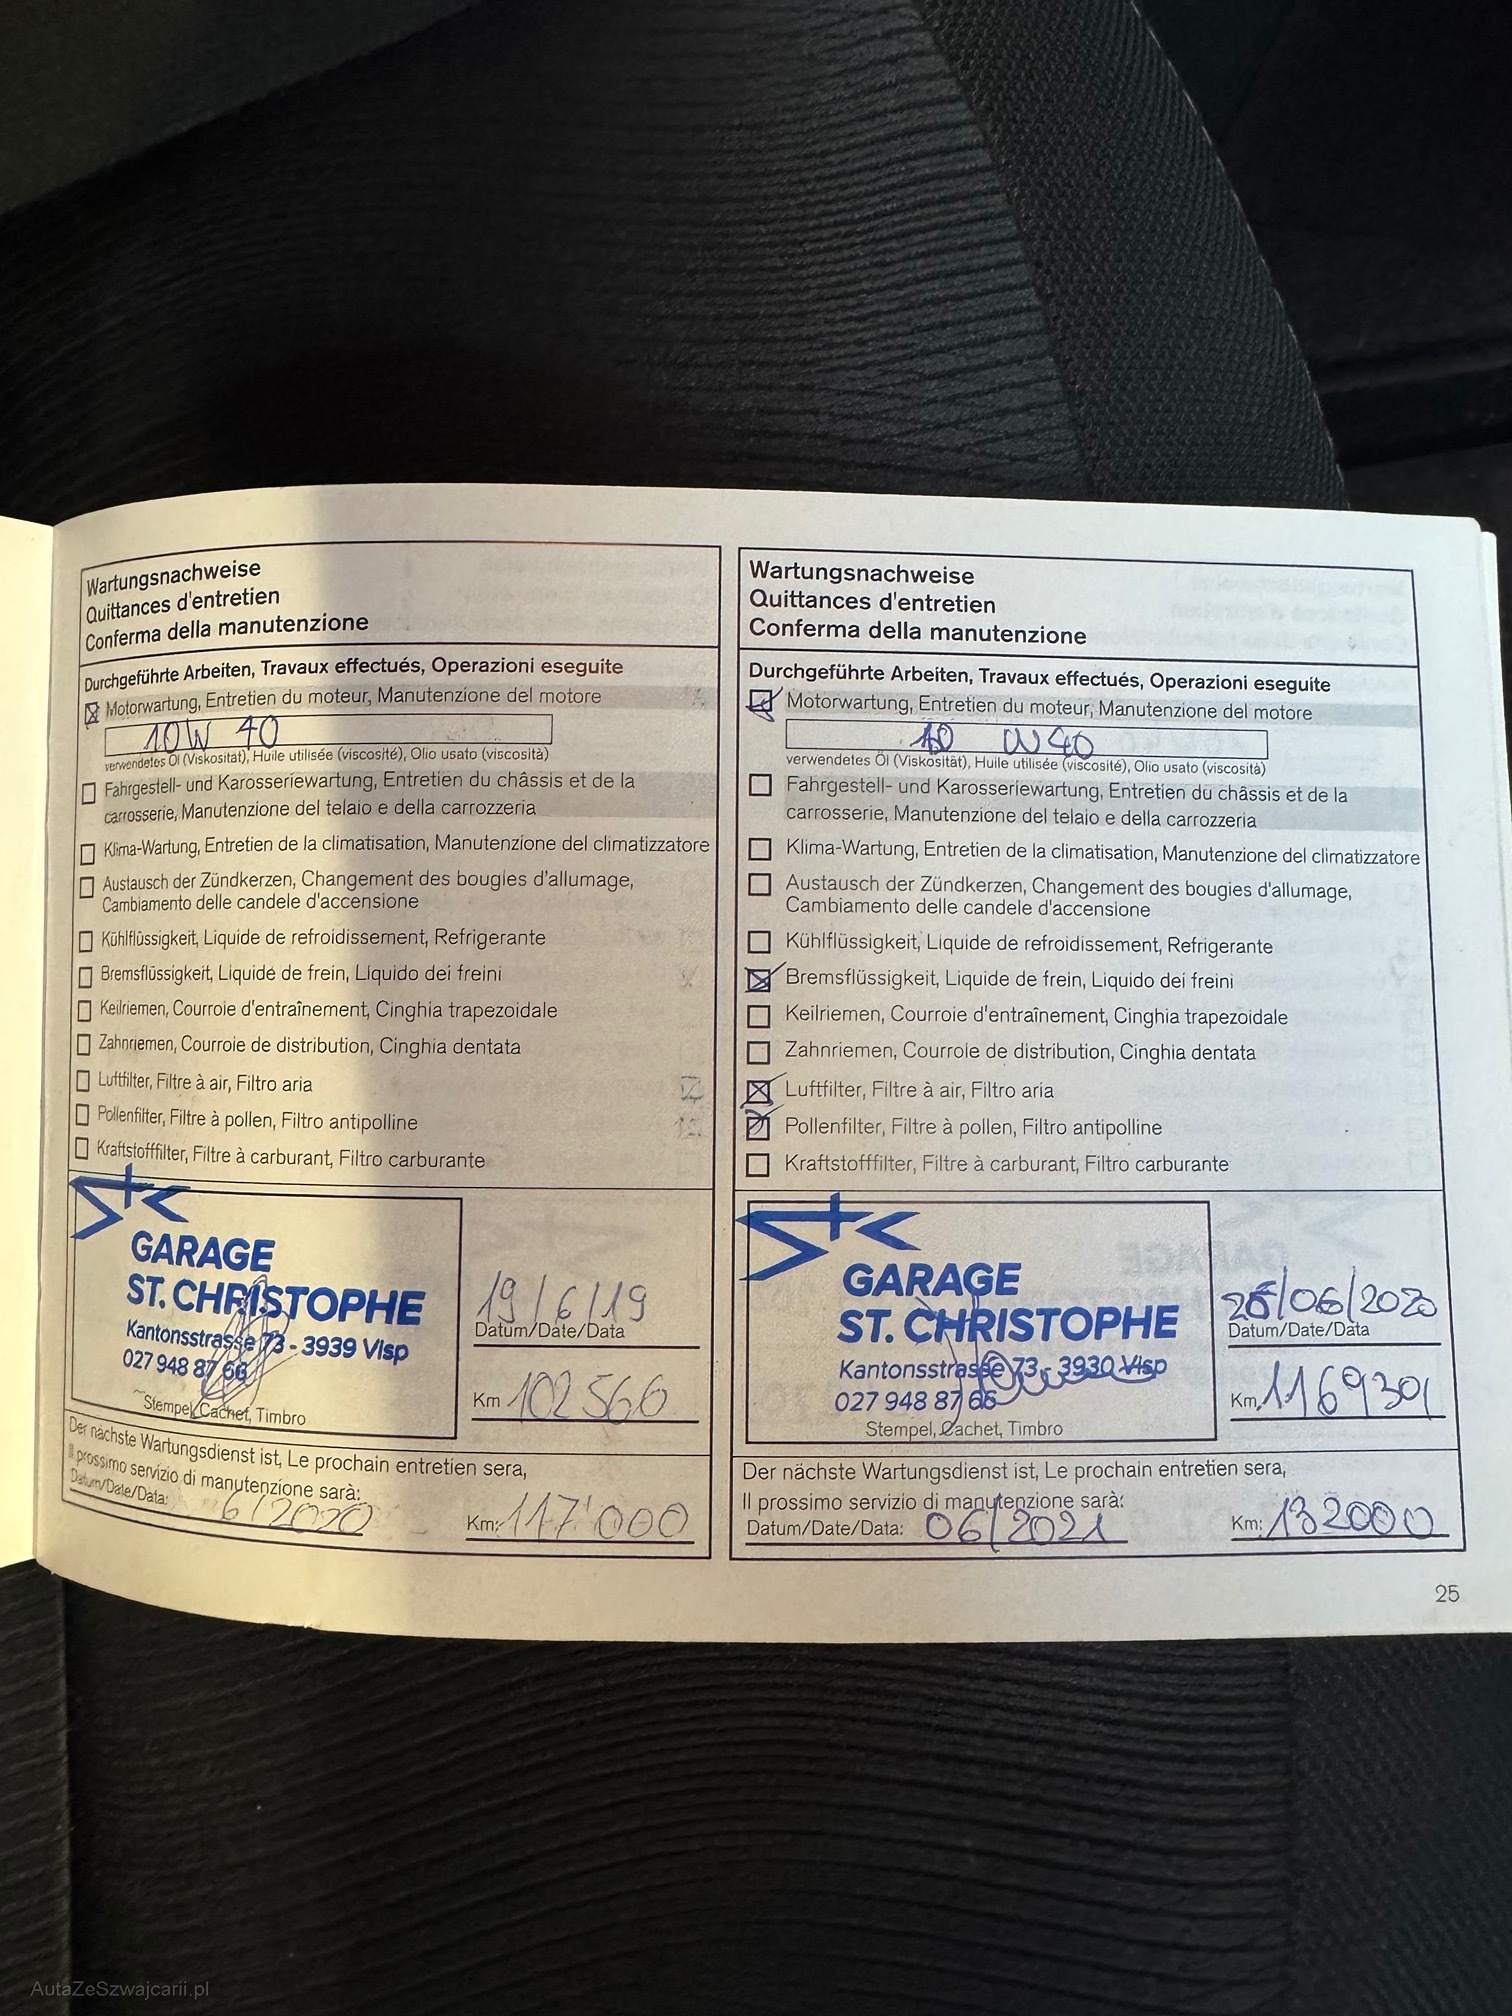 Wartungsnachweise
Quittances d'entretien
Conferma della manutenzione
Durchgeführte Arbeiten, Travaux effectués, Operazioni eseguite
Motorwartung, Entretien du moteur, Manutenzione del motore
10W 40
verwendetes Öl (Viskosität), Huile utilisée (viscosité), Olio usato (viscosità)
Fahrgestell- und Karosseriewartung, Entretien du châssis et de la
carrosserie, Manutenzione del telaio e della carrozzeria
Klima-Wartung, Entretien de la climatisation, Manutenzione del climatizzatore
Austausch der Zündkerzen, Changement des bougies d'allumage,
Cambiamento delle candele d'accensione
Kühlflüssigkeit, Liquide de refroidissement, Refrigerante
Bremsflüssigkeit, Liquide de frein, Liquido dei freini
Keilriemen, Courroie d'entraînement, Cinghia trapezoidale
Zahnriemen, Courroie de distribution, Cinghia dentata
Luftfilter, Filtre à air, Filtro aria
Pollenfilter, Filtre à pollen, Filtro antipolline
Kraftstofffilter, Filtre à carburant, Filtro carburante
GARAGE
ST. CHRISTOPHE
Kantonsstrasse 73 - 3939 Visp
027 948 87 66
Stempel, Cachet, Timbro
19/6/19
Datum/Date/Data
Km 102 566
Der nächste Wartungsdienst ist, Le prochain entretien sera,
Il prossimo servizio di manutenzione sarà:
Datum/Date/Data: 6/2020
Km: 117'000
Wartungsnachweise
Quittances d'entretien
Conferma della manutenzione
Durchgeführte Arbeiten, Travaux effectués, Operazioni eseguite
Motorwartung, Entretien du moteur, Manutenzione del motore
10 W40
verwendetes Öl (Viskosität), Huile utilisée (viscosité), Olio usato (viscosità)
Fahrgestell- und Karosseriewartung, Entretien du châssis et de la
carrosserie, Manutenzione del telaio e della carrozzeria
Klima-Wartung, Entretien de la climatisation, Manutenzione del climatizzatore
Austausch der Zündkerzen, Changement des bougies d'allumage,
Cambiamento delle candele d'accensione
Kühlflüssigkeit, Liquide de refroidissement, Refrigerante
Bremsflüssigkeit, Liquide de frein, Liquido dei freini
Keilriemen, Courroie d'entraînement, Cinghia trapezoidale
Zahnriemen, Courroie de distribution, Cinghia dentata
Luftfilter, Filtre à air, Filtro aria
Pollenfilter, Filtre à pollen, Filtro antipolline
Kraftstofffilter, Filtre à carburant, Filtro carburante
GARAGE
ST. CHRISTOPHE
Kantonsstrasse 73 - 3930 Visp
027 948 87 66
Stempel, Cachet, Timbro
Datum/Date/Data
Km. 116930
Der nächste Wartungsdienst ist, Le prochain entretien sera,
Il prossimo servizio di manutenzione sarà:
Datum/Date/Data: 06/2021
Km: 132000
25
AutaZeSzwajcarii.pl